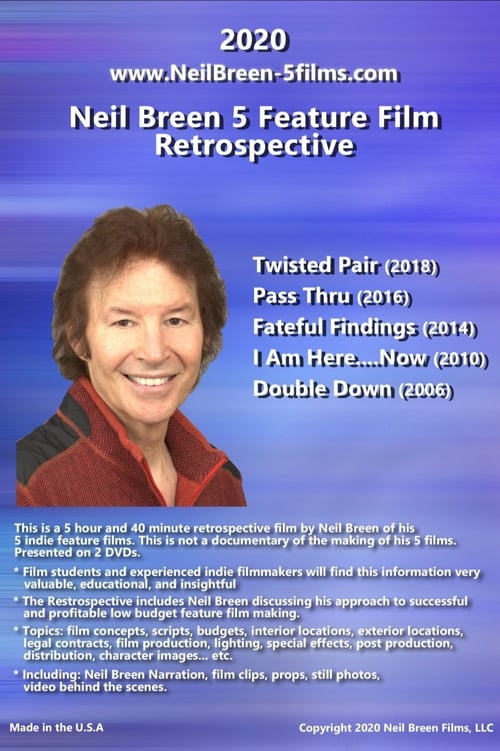 2020
www.NeilBreen-5films.com
Neil Breen 5 Feature Film
Retrospective
Twisted Pair (2018)
Pass Thru (2016)
Fateful Findings (2014)
I Am Here....Now (2010)
Double Down (2006)
This is a 5 hour and 40 minute retrospective film by Neil Breen of his
5 indie feature films. This is not a documentary of the making of his 5 films.
Presented on 2 DVDs.
* Film students and experienced indie filmmakers will find this information very
valuable, educational, and insightful
* The Restrospective includes Neil Breen discussing his approach to successful
and profitable low budget feature film making.
* Topics: film concepts, scripts, budgets, interior locations, exterior locations,
legal contracts, film production, lighting, special effects, post production,
distribution, character images... etc.
* Including: Neil Breen Narration, film clips, props, still photos,
video behind the scenes.
Made in the U.S.A
Copyright 2020 Neil Breen Films, LLC